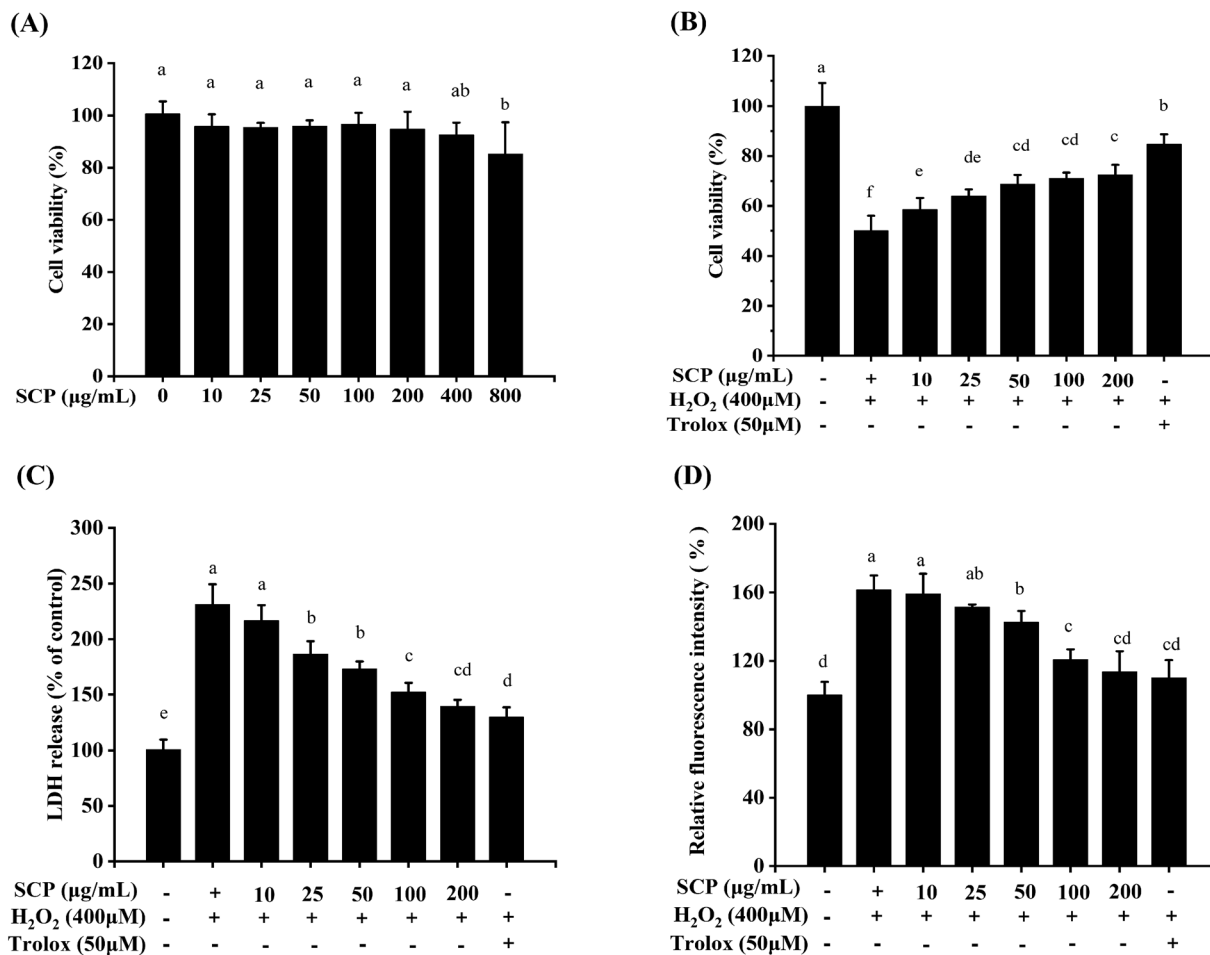 (A)
120
100
80
60
40
20
0
Cell viability (%)
a a a a a a ab b
SCP (μg/mL) 0 10 25 50 100 200 400 800
(B)
120
100
80
60
40
20
0
Cell viability (%)
a f e de cd cd c b
SCP (μg/mL) - + 10 25 50 100 200 -
H₂O₂ (400μM) - + + + + + + +
Trolox (50μM) - - - - - - - +
(C)
300
250
200
150
100
50
0
LDH release (% of control)
e a a b b c cd d
SCP (μg/mL) - + 10 25 50 100 200 -
H₂O₂ (400μM) - + + + + + + +
Trolox (50μM) - - - - - - - +
(D)
200
160
120
80
40
0
Relative fluorescence intensity ( % )
d a a ab b c cd cd
SCP (μg/mL) - + 10 25 50 100 200 -
H₂O₂ (400μM) - + + + + + + +
Trolox (50μM) - - - - - - - +